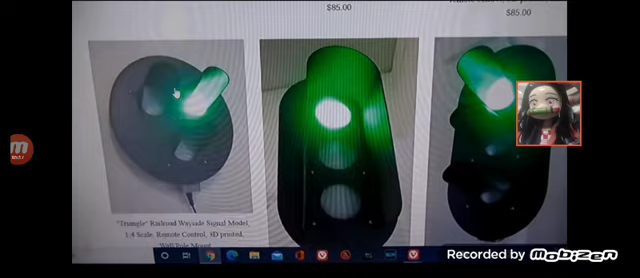 $85.00
$85.00
"Triangle" Railroad Wayside Signal Model,
1:4 Scale, Remote Control, 3D printed,
Wall/Pole Mount
Recorded by mobizen